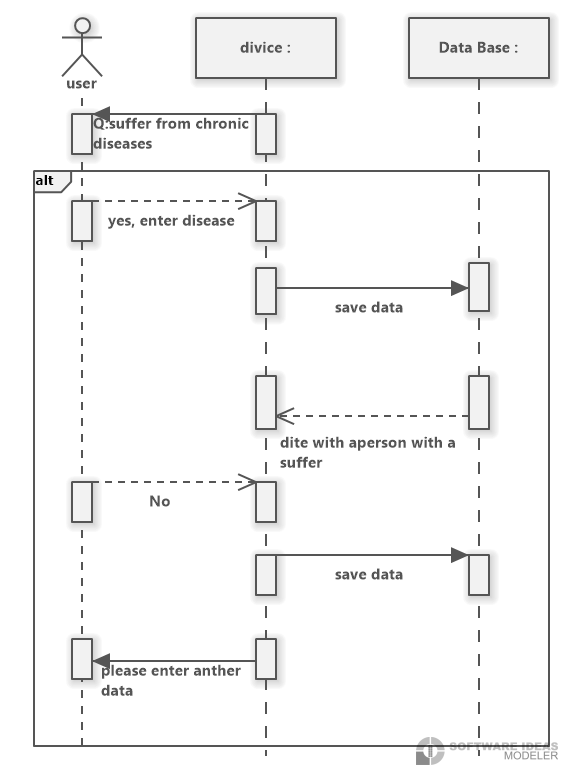 divice :
Data Base :
user
Q:suffer from chronic
diseases
alt
yes, enter disease
save data
dite with aperson with a
suffer
No
save data
please enter anther
data
SOFTWARE IDEAS
MODELER